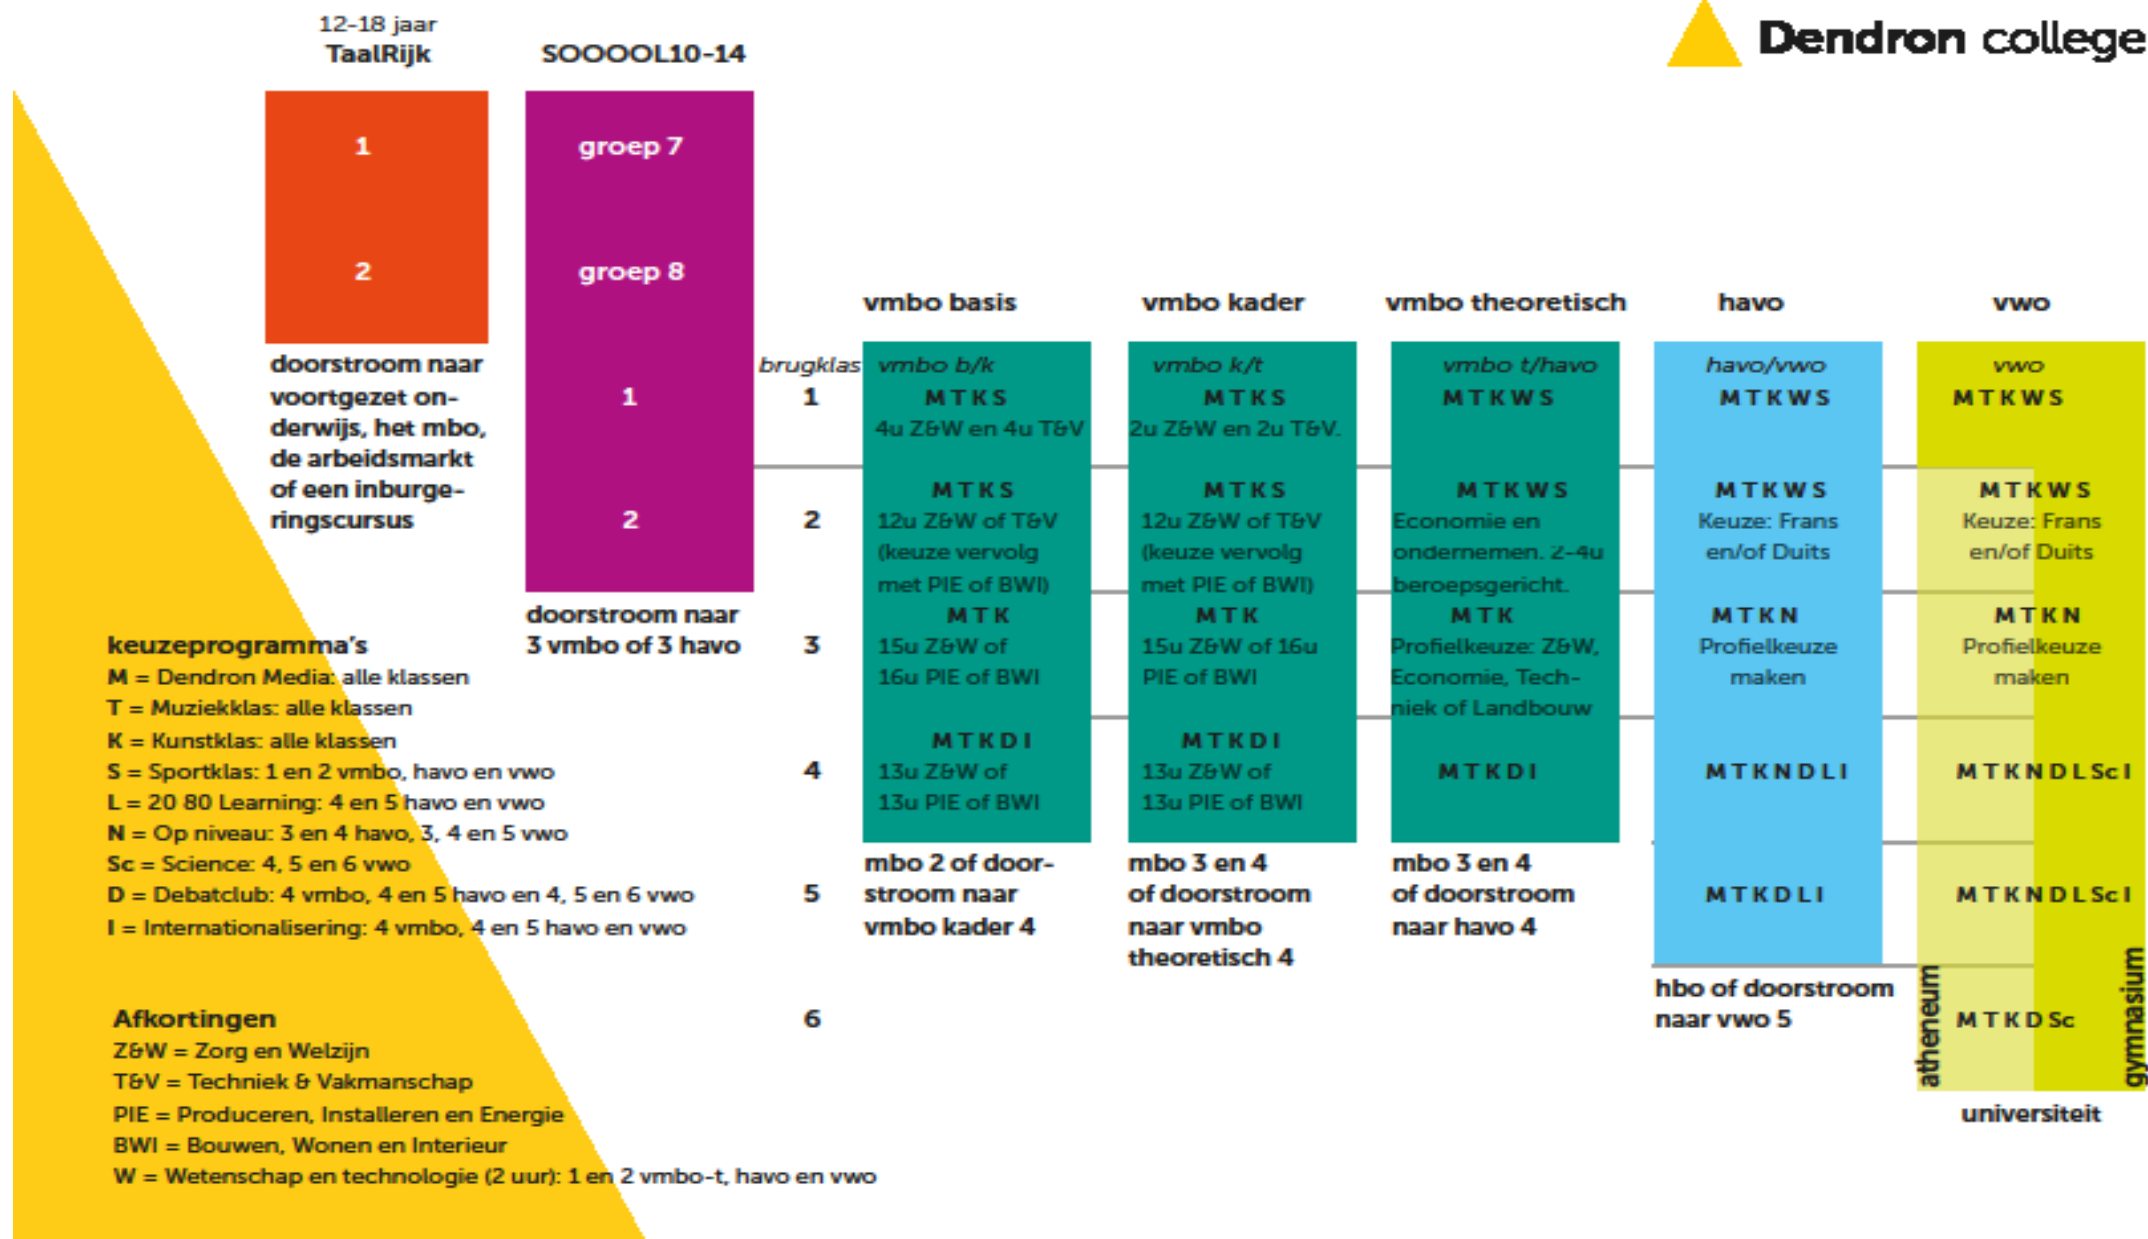 12-18 jaar
TaalRijk
SOOOOL10-14
Dendron college
1
2
doorstroom naar
voortgezet on-
derwijs, het mbo,
de arbeidsmarkt
of een inburge-
ringscursus
groep 7
groep 8
1
2
doorstroom naar
3 vmbo of 3 havo
brugklas
1
2
3
4
5
6
vmbo basis
vmbo b/k
M T K S
4u Z&W en 4u T&V
M T K S
12u Z&W of T&V
(keuze vervolg
met PIE of BWI)
M T K
15u Z&W of
16u PIE of BWI
M T K D I
13u Z&W of
13u PIE of BWI
mbo 2 of door-
stroom naar
vmbo kader 4
vmbo kader
vmbo k/t
M T K S
2u Z&W en 2u T&V.
M T K S
12u Z&W of T&V
(keuze vervolg
met PIE of BWI)
M T K
15u Z&W of 16u
PIE of BWI
M T K D I
13u Z&W of
13u PIE of BWI
mbo 3 en 4
of doorstroom
naar vmbo
theoretisch 4
vmbo theoretisch
vmbo t/havo
M T K W S
M T K W S
Economie en
ondernemen. 2-4u
beroepsgericht.
M T K
Profielkeuze: Z&W,
Economie, Tech-
niek of Landbouw
M T K D I
mbo 3 en 4
of doorstroom
naar havo 4
havo
havo/vwo
M T K W S
M T K W S
Keuze: Frans
en/of Duits
M T K N
Profielkeuze
maken
M T K N D L I
M T K D L I
hbo of doorstroom
naar vwo 5
vwo
vwo
M T K W S
M T K W S
Keuze: Frans
en/of Duits
M T K N
Profielkeuze
maken
M T K N D L Sc I
M T K N D L Sc I
M T K D Sc
atheneum
gymnasium
universiteit
keuzeprogramma's
M = Dendron Media: alle klassen
T = Muziekklas: alle klassen
K = Kunstklas: alle klassen
S = Sportklas: 1 en 2 vmbo, havo en vwo
L = 20 80 Learning: 4 en 5 havo en vwo
N = Op niveau: 3 en 4 havo, 3, 4 en 5 vwo
Sc = Science: 4, 5 en 6 vwo
D = Debatclub: 4 vmbo, 4 en 5 havo en 4, 5 en 6 vwo
I = Internationalisering: 4 vmbo, 4 en 5 havo en vwo
Afkortingen
Z&W = Zorg en Welzijn
T&V = Techniek & Vakmanschap
PIE = Produceren, Installeren en Energie
BWI = Bouwen, Wonen en Interieur
W = Wetenschap en technologie (2 uur): 1 en 2 vmbo-t, havo en vwo